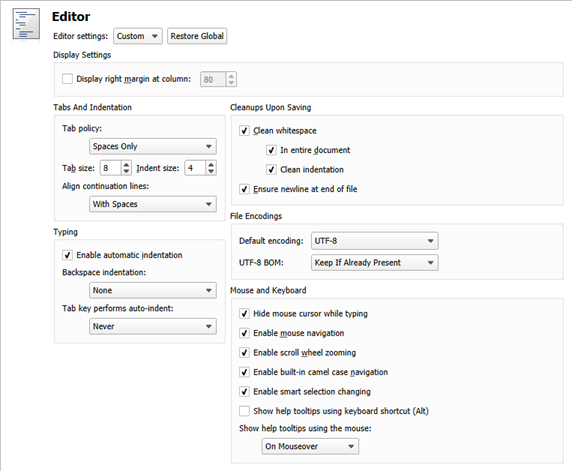 Editor
Editor settings: Custom Restore Global
Display Settings
Display right margin at column: 80
Tabs And Indentation
Tab policy:
Spaces Only
Tab size: 8 Indent size: 4
Align continuation lines:
With Spaces
Typing
Enable automatic indentation
Backspace indentation:
None
Tab key performs auto-indent:
Never
Cleanups Upon Saving
Clean whitespace
In entire document
Clean indentation
Ensure newline at end of file
File Encodings
Default encoding: UTF-8
UTF-8 BOM: Keep If Already Present
Mouse and Keyboard
Hide mouse cursor while typing
Enable mouse navigation
Enable scroll wheel zooming
Enable built-in camel case navigation
Enable smart selection changing
Show help tooltips using keyboard shortcut (Alt)
Show help tooltips using the mouse:
On Mouseover